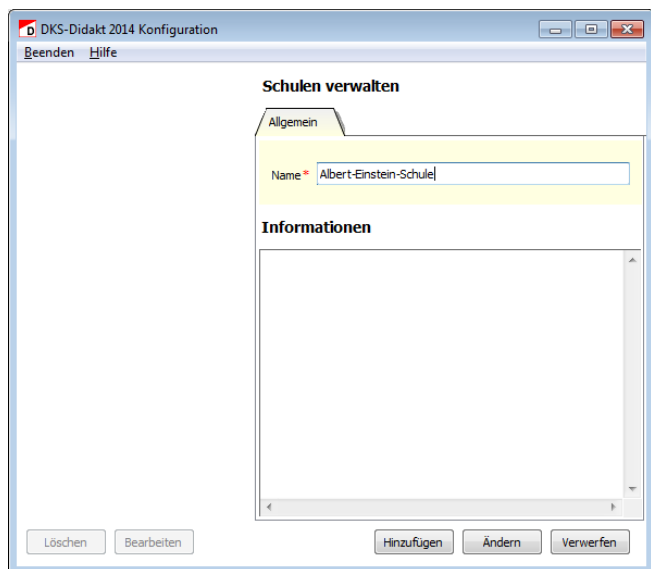 D DKS-Didakt 2014 Konfiguration
Beenden Hilfe
Schulen verwalten
Allgemein
Name* Albert-Einstein-Schule
Informationen
Löschen Bearbeiten Hinzufügen Ändern Verwerfen